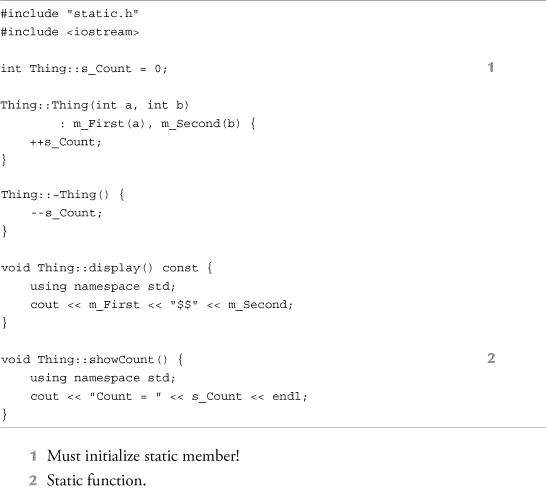 #include "static.h"
#include <iostream>
int Thing::s_Count = 0; 1
Thing::Thing(int a, int b)
        : m_First(a), m_Second(b) {
    ++s_Count;
}
Thing::~Thing() {
    --s_Count;
}
void Thing::display() const {
    using namespace std;
    cout << m_First << "$$" << m_Second;
}
void Thing::showCount() { 2
    using namespace std;
    cout << "Count = " << s_Count << endl;
}
1 Must initialize static member!
2 Static function.